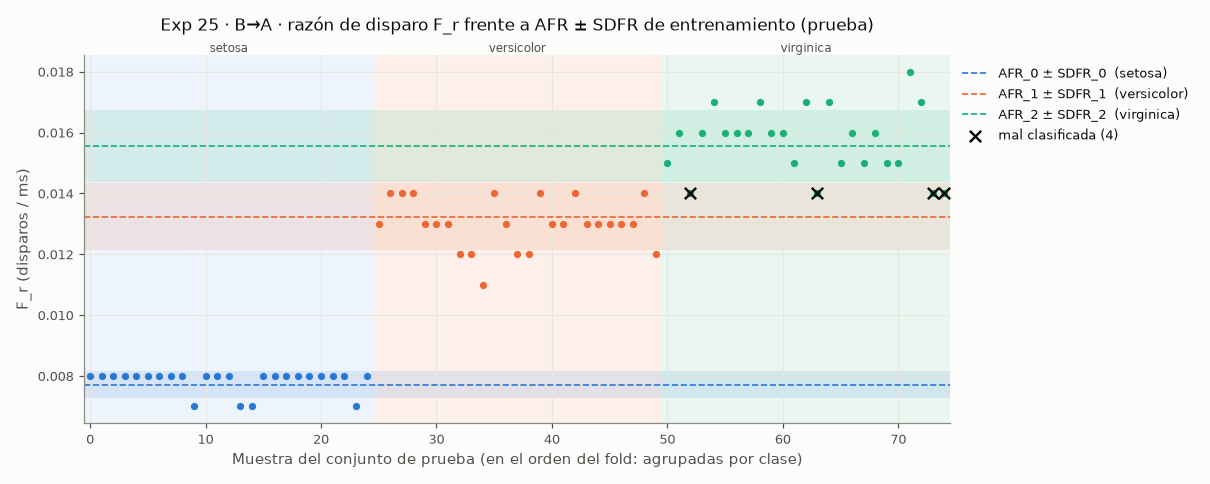 Exp 25 · B→A · razón de disparo F_r frente a AFR ± SDFR de entrenamiento (prueba)
setosa
versicolor
virginica
0.018
0.016
0.014
0.012
0.010
0.008
F_r (disparos / ms)
0
10
20
30
40
50
60
70
Muestra del conjunto de prueba (en el orden del fold: agrupadas por clase)
AFR_0 ± SDFR_0 (setosa)
AFR_1 ± SDFR_1 (versicolor)
AFR_2 ± SDFR_2 (virginica)
mal clasificada (4)